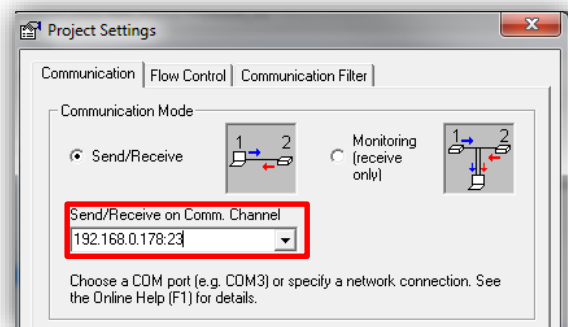 Project Settings
Communication Flow Control Communication Filter
Communication Mode
Send/Receive
1 2
Monitoring
(receive
only)
1 2
Send/Receive on Comm. Channel
192.168.0.178:23
Choose a COM port (e.g. COM3) or specify a network connection. See
the Online Help (F1) for details.